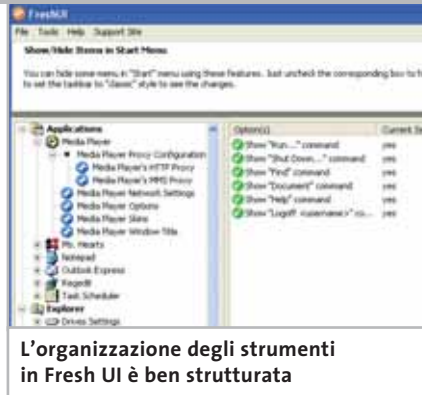 FreshUI
File Tools Help Support Site
Show/Hide Items in Start Menu
You can hide some menu in "Start" menu using these features. Just uncheck the corresponding box to
to set the taskbar to "classic" style to see the changes.
Applications
Media Player
Media Player Proxy Configuration
Media Player's HTTP Proxy
Media Player's MMS Proxy
Media Player Network Settings
Media Player Options
Media Player Skins
Media Player Window Title
Ms. Hearts
Notepad
Outlook Express
Regedit
Task Scheduler
Explorer
Drives Settings
Option(s) Current
Show "Run..." command yes
Show "Shut Down..." command yes
Show "Find" command yes
Show "Document" command yes
Show "Help" command yes
Show "Logoff <username>" co... yes
L'organizzazione degli strumenti
in Fresh UI è ben strutturata